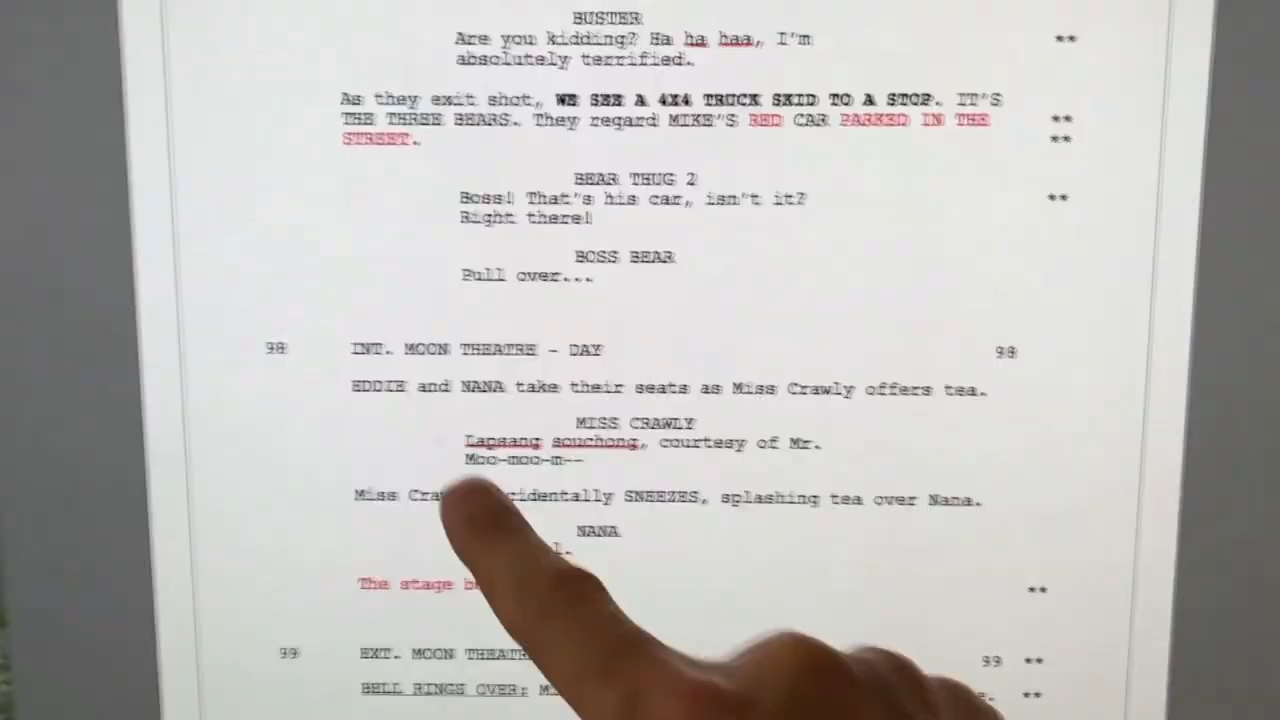 BUSTER
Are you kidding? Ha ha haa, I'm **
absolutely terrified.
As they exit shot, WE SEE A 4X4 TRUCK SKID TO A STOP. IT'S
THE THREE BEARS. They regard MIKE"S RED CAR PARKED IN THE **
STREET. **
BEAR THUG 2
Boss! That"s his car, isn"t it? **
Right there!
BOSS BEAR
Pull over...
98 INT. MOON THEATRE - DAY 98
EDDIE and NANA take their seats as Miss Crawly offers tea.
MISS CRAWLY
Lapsang souchong, courtesy of Mr.
Moo-moo-m--
Miss SNEEZES, splashing tea over Nana.
NANA
The stage **
99 EXT. MOON 99 **
BELL RINGS OVER: **